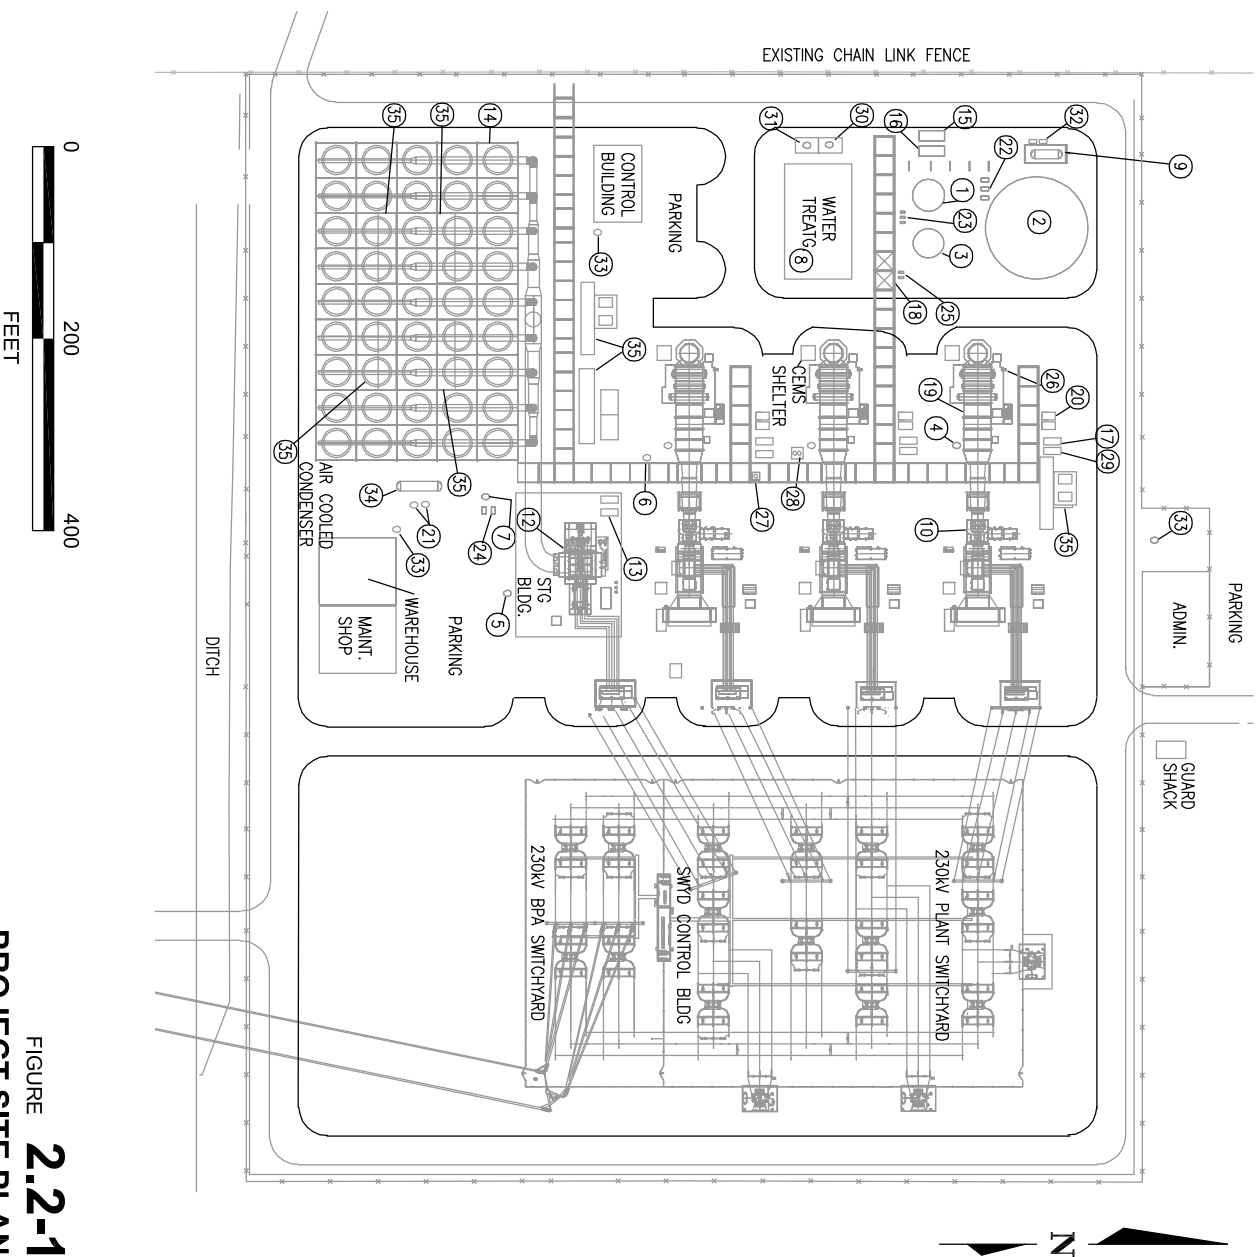 EXISTING CHAIN LINK FENCE
35
35
14
31
30
16
15
22
32
9
CONTROL
BUILDING
PARKING
WATER
TREATG.
8
1
2
23
3
33
18
25
35
CEMS
SHELTER
19
26
20
4
17
29
35
AIR COOLED
CONDENSER
34
35
21
33
24
7
12
13
6
27
28
10
35
33
5
STG
BLDG.
WAREHOUSE
MAINT.
SHOP
PARKING
ADMIN.
PARKING
DITCH
GUARD
SHACK
230kV BPA SWITCHYARD
SWYD CONTROL BLDG
230kV PLANT SWITCHYARD
0
200
400
FEET
FIGURE 2.2-1
PROJECT SITE PLAN
N